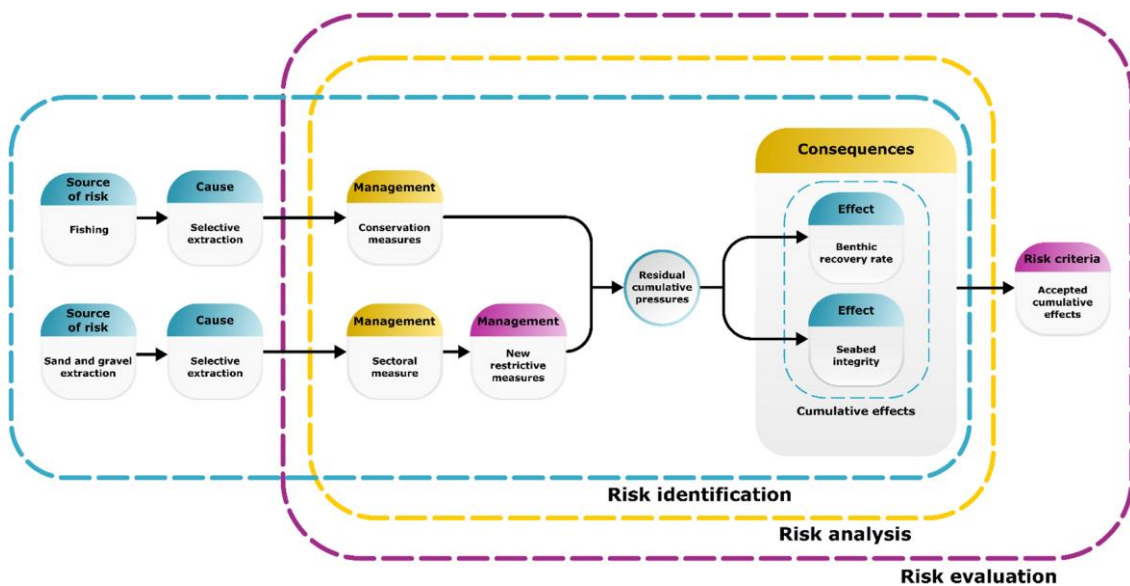 Source
of risk
Fishing
Cause
Selective
extraction
Management
Conservation
measures
Source
of risk
Sand and gravel
extraction
Cause
Selective
extraction
Management
Sectoral
measure
Management
New
restrictive
measures
Residual
cumulative
pressures
Consequences
Effect
Benthic
recovery rate
Effect
Seabed
integrity
Cumulative effects
Risk criteria
Accepted
cumulative
effects
Risk identification
Risk analysis
Risk evaluation